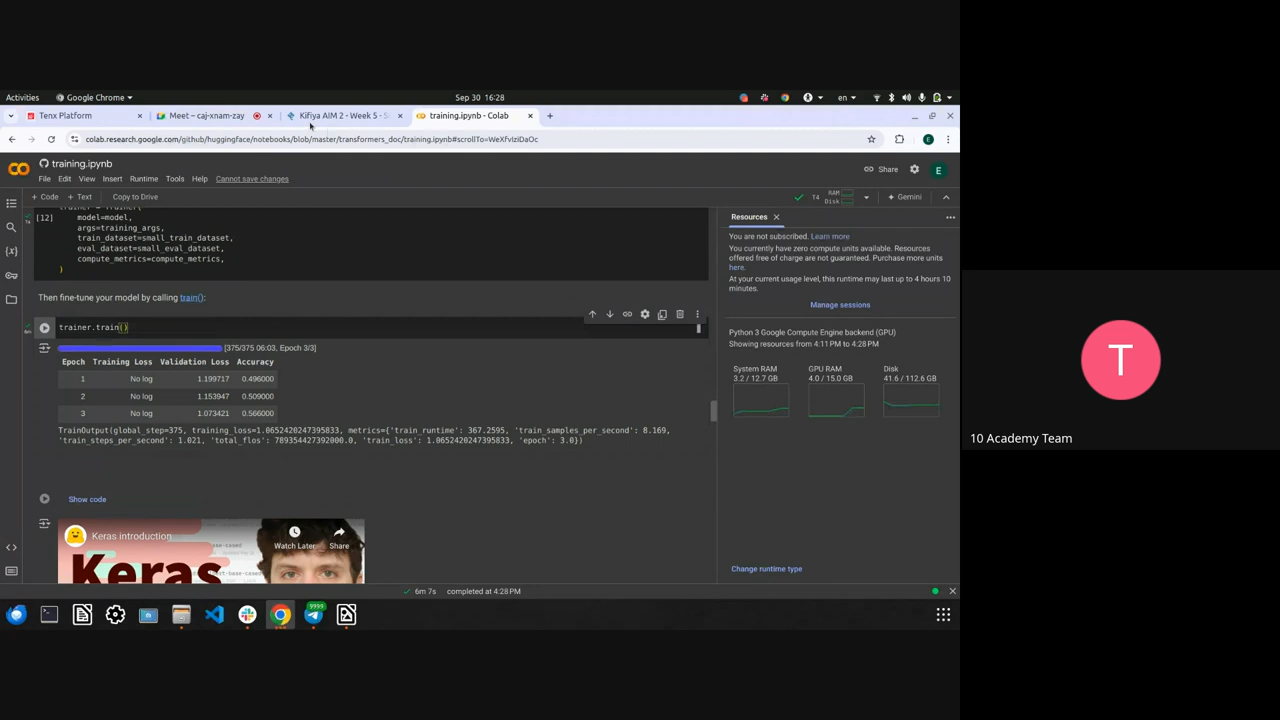 Activities
Google Chrome
Sep 30 16:28
en
Tenx Platform
Meet – caj-xnam-zay
Kifiya AIM 2 - Week 5 - S
training.ipynb - Colab
colab.research.google.com/github/huggingface/notebooks/blob/master/transformers_doc/training.ipynb#scrollTo=WeXfvIziDaOc
E
CO
training.ipynb
Share
E
File Edit View Insert Runtime Tools Help Cannot save changes
+ Code + Text Copy to Drive
T4 RAM Disk
Gemini
trainer = Trainer(
[12] model=model,
args=training_args,
train_dataset=small_train_dataset,
eval_dataset=small_eval_dataset,
compute_metrics=compute_metrics,
)
Then fine-tune your model by calling train():
trainer.train()
[375/375 06:03, Epoch 3/3]
Epoch Training Loss Validation Loss Accuracy
1 No log 1.199717 0.496000
2 No log 1.153947 0.509000
3 No log 1.073421 0.566000
TrainOutput(global_step=375, training_loss=1.0652420247395833, metrics={'train_runtime': 367.2595, 'train_samples_per_second': 8.169,
'train_steps_per_second': 1.021, 'total_flos': 789354427392000.0, 'train_loss': 1.0652420247395833, 'epoch': 3.0})
Show code
Keras introduction
Watch Later
Share
Keras
Resources
You are not subscribed. Learn more
You currently have zero compute units available. Resources
offered free of charge are not guaranteed. Purchase more units
here.
At your current usage level, this runtime may last up to 4 hours 10
minutes.
Manage sessions
Python 3 Google Compute Engine backend (GPU)
Showing resources from 4:11 PM to 4:28 PM
System RAM
3.2 / 12.7 GB
GPU RAM
4.0 / 15.0 GB
Disk
41.6 / 112.6 GB
Change runtime type
6m 7s completed at 4:28 PM
9999
T
10 Academy Team